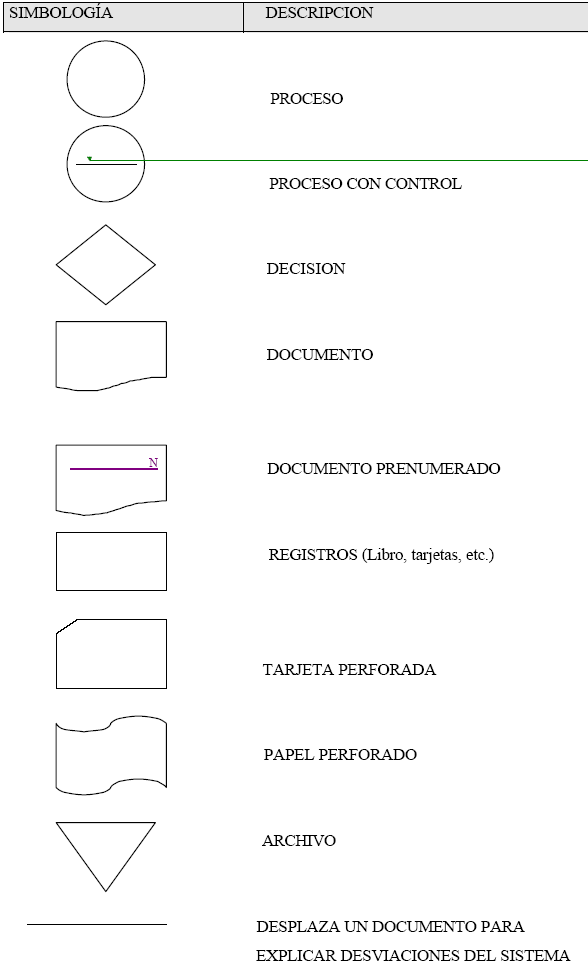 SIMBOLOGÍA DESCRIPCION
PROCESO
PROCESO CON CONTROL
DECISION
DOCUMENTO
N
DOCUMENTO PRENUMERADO
REGISTROS (Libro, tarjetas, etc.)
TARJETA PERFORADA
PAPEL PERFORADO
ARCHIVO
DESPLAZA UN DOCUMENTO PARA
EXPLICAR DESVIACIONES DEL SISTEMA